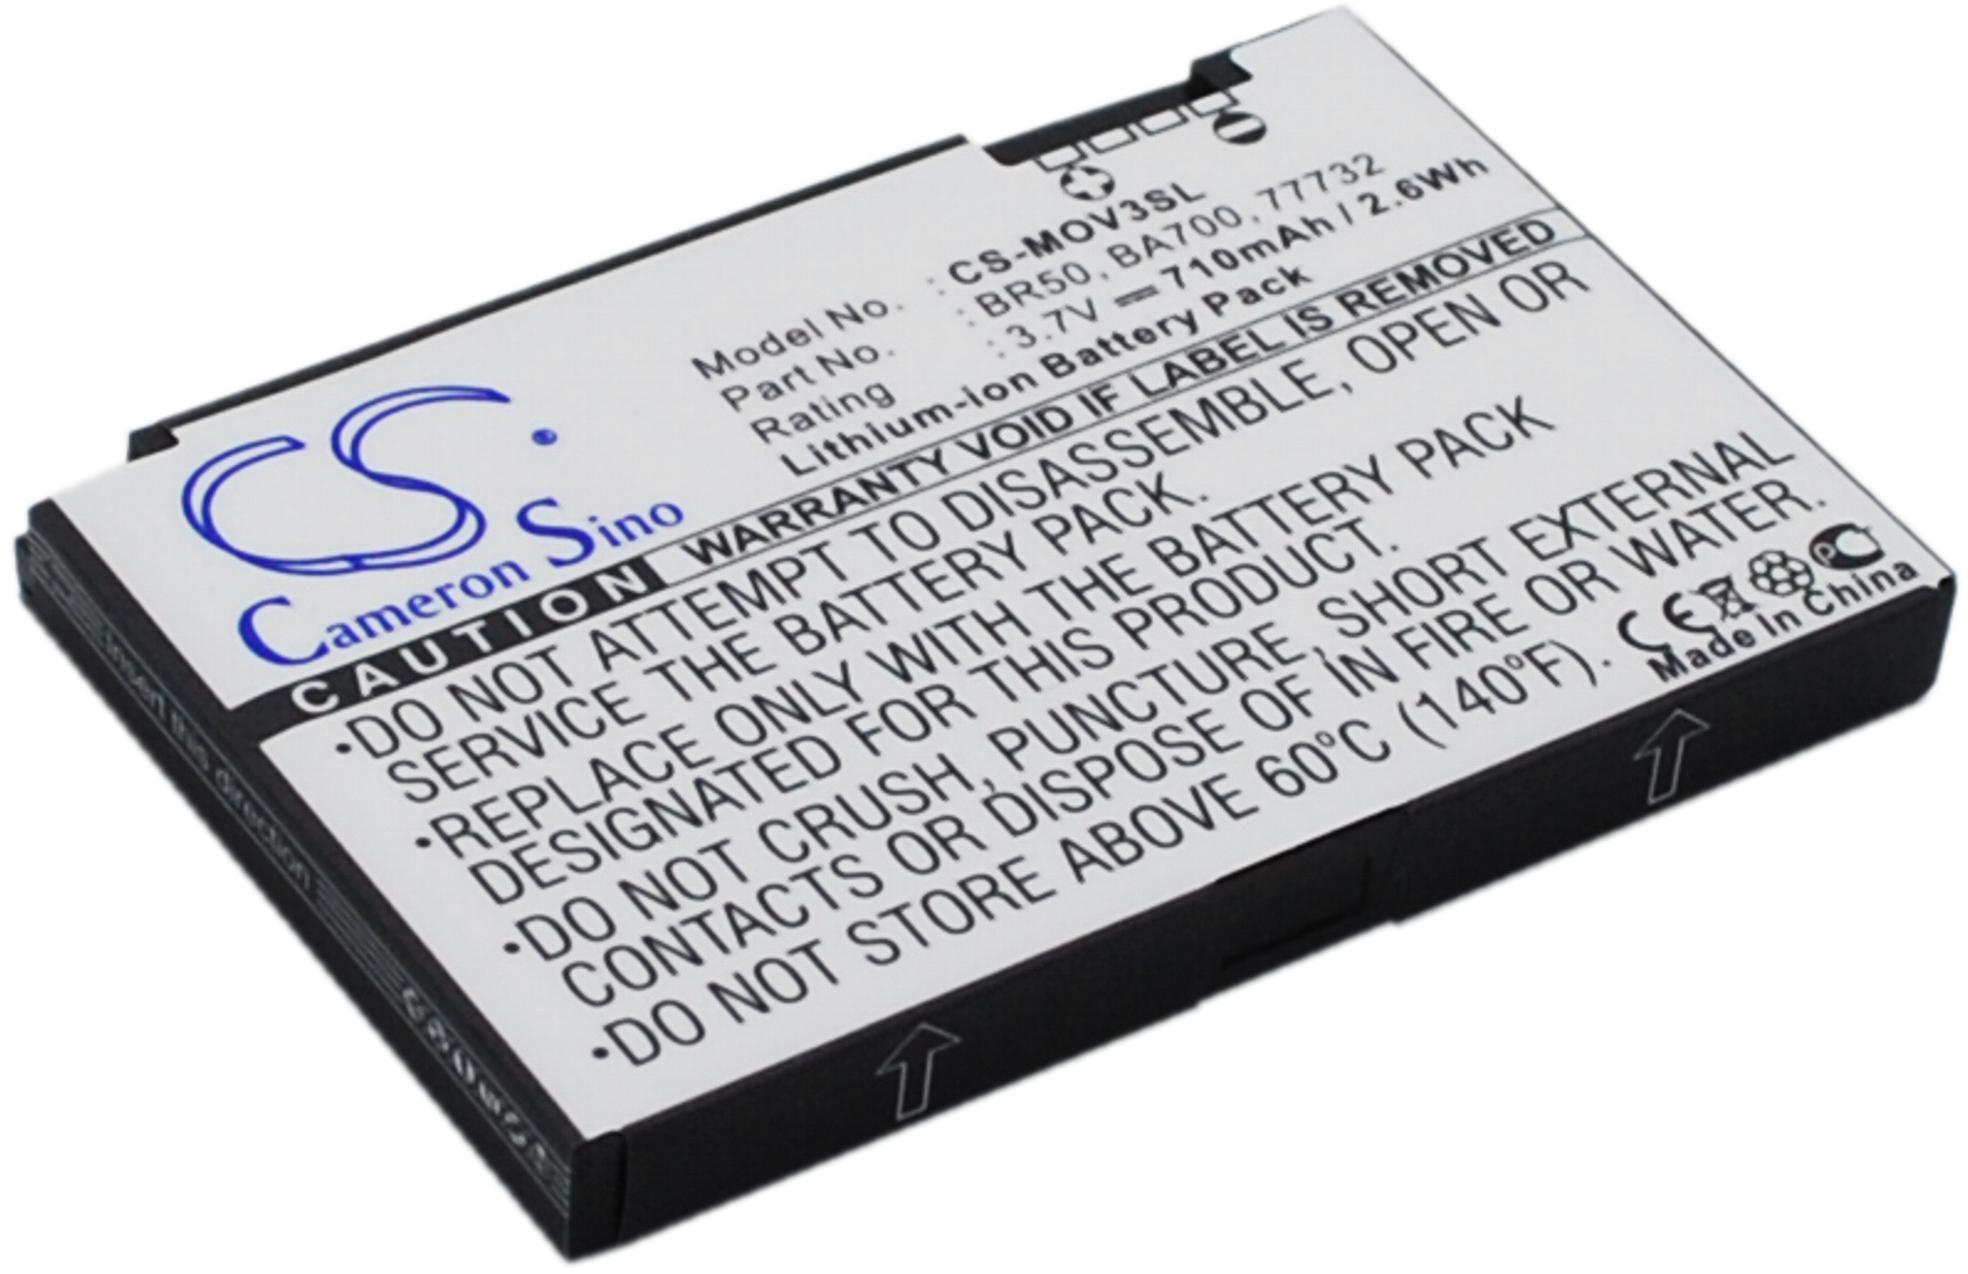 CS®
Cameron Sino
Model No. : CS-MOV3SL
Part No. : BR50, BA700, 77732
Rating : 3.7V ⎓ 710mAh / 2.6Wh
Lithium-ion Battery Pack
CAUTION WARRANTY VOID IF LABEL IS REMOVED
•DO NOT ATTEMPT TO DISASSEMBLE, OPEN OR
SERVICE THE BATTERY PACK.
•REPLACE ONLY WITH THE BATTERY PACK
DESIGNATED FOR THIS PRODUCT.
•DO NOT CRUSH, PUNCTURE, SHORT EXTERNAL
CONTACTS OR DISPOSE OF IN FIRE OR WATER.
•DO NOT STORE ABOVE 60°C (140°F).
CE
Made In China
Insert this direction